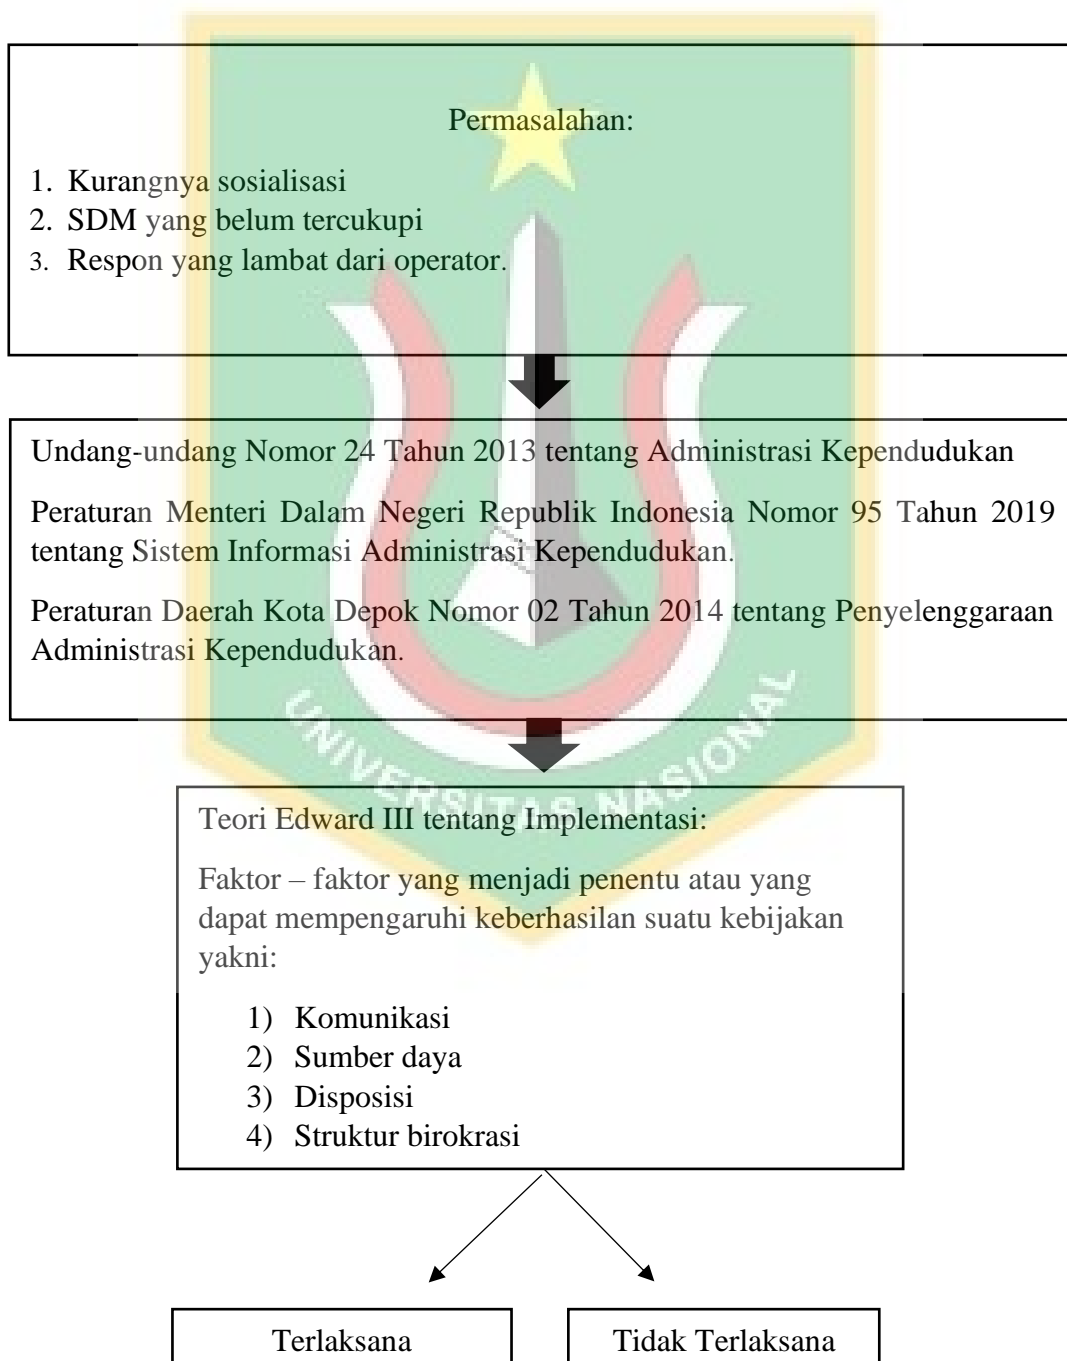 Permasalahan:
1. Kurangnya sosialisasi
2. SDM yang belum tercukupi
3. Respon yang lambat dari operator.
Undang-undang Nomor 24 Tahun 2013 tentang Administrasi Kependudukan
Peraturan Menteri Dalam Negeri Republik Indonesia Nomor 95 Tahun 2019
tentang Sistem Informasi Administrasi Kependudukan.
Peraturan Daerah Kota Depok Nomor 02 Tahun 2014 tentang Penyelenggaraan
Administrasi Kependudukan.
UNIVERSITAS NASIONAL
Teori Edward III tentang Implementasi:
Faktor – faktor yang menjadi penentu atau yang
dapat mempengaruhi keberhasilan suatu kebijakan
yakni:
1) Komunikasi
2) Sumber daya
3) Disposisi
4) Struktur birokrasi
Terlaksana
Tidak Terlaksana